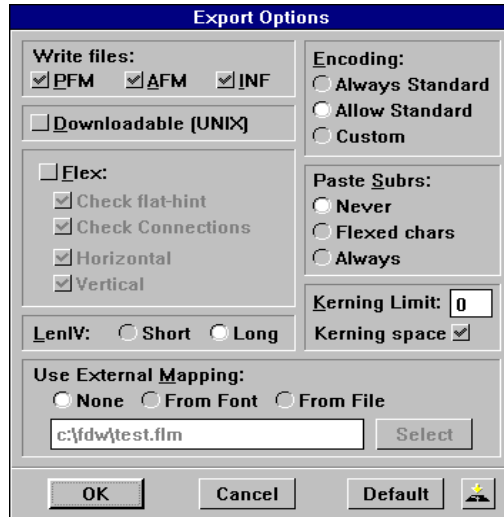 Export Options
Write files:
PFM AFM INF
Downloadable (UNIX)
Flex:
Check flat-hint
Check Connections
Horizontal
Vertical
LenIV: Short Long
Encoding:
Always Standard
Allow Standard
Custom
Paste Subrs:
Never
Flexed chars
Always
Kerning Limit: 0
Kerning space
Use External Mapping:
None From Font From File
c:\fdw\test.flm Select
OK Cancel Default